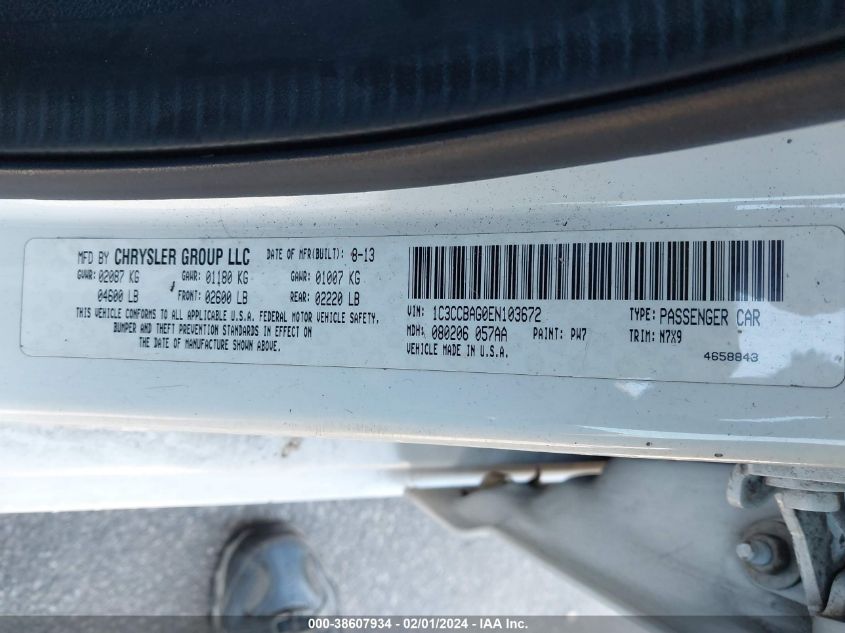 MFD BY CHRYSLER GROUP LLC DATE OF MFR(BUILT): 8-13
GVWR: 02087 KG GAWR: 01180 KG GAWR: 01007 KG
04600 LB FRONT: 02600 LB REAR: 02220 LB
THIS VEHICLE CONFORMS TO ALL APPLICABLE U.S.A. FEDERAL MOTOR VEHICLE SAFETY,
BUMPER AND THEFT PREVENTION STANDARDS IN EFFECT ON
THE DATE OF MANUFACTURE SHOWN ABOVE.
VIN: 1C3CCBAG0EN103672 TYPE: PASSENGER CAR
MDH: 080206 057AA PAINT: PW7 TRIM: N7X9
VEHICLE MADE IN U.S.A. 4658843
000-38607934 - 02/01/2024 - IAA Inc.